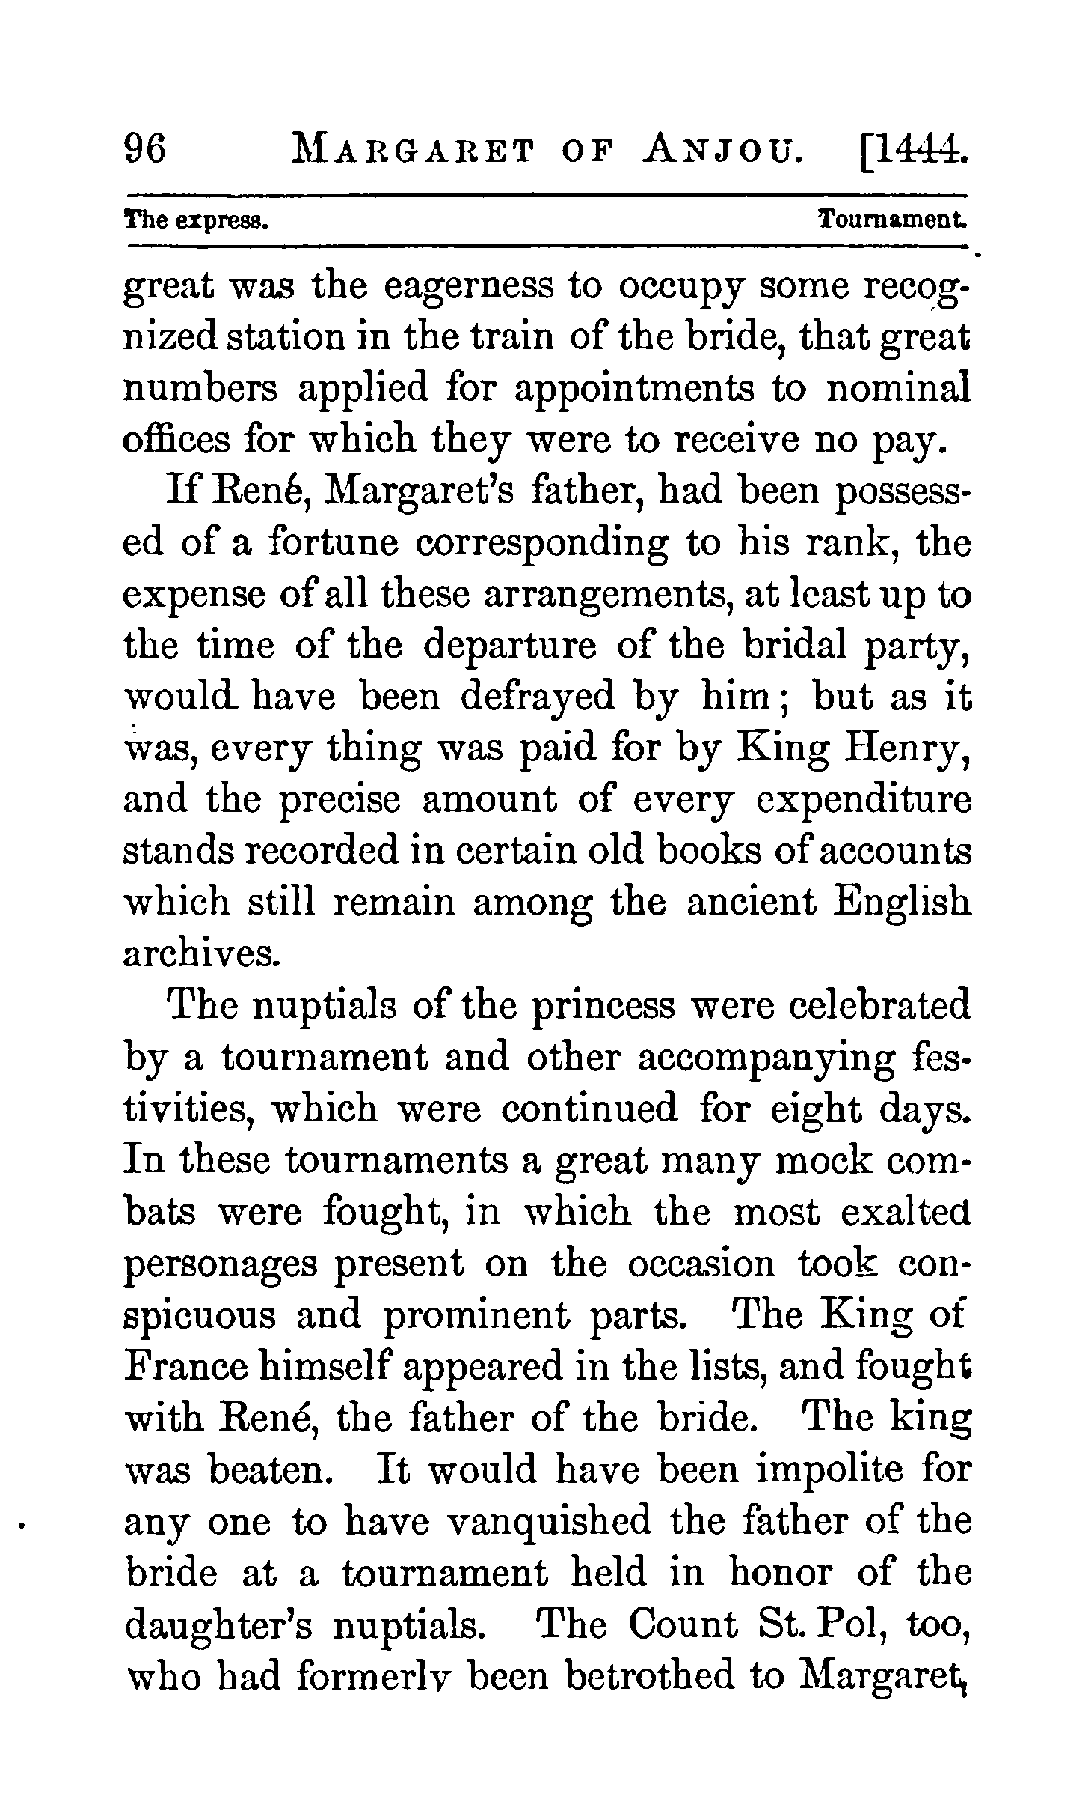 96 MARGARET OF ANJOU. [1444.
The express. Tournament.
great was the eagerness to occupy some recog-
nized station in the train of the bride, that great
numbers applied for appointments to nominal
offices for which they were to receive no pay.
If René, Margaret's father, had been possess-
ed of a fortune corresponding to his rank, the
expense of all these arrangements, at least up to
the time of the departure of the bridal party,
would have been defrayed by him; but as it
was, every thing was paid for by King Henry,
and the precise amount of every expenditure
stands recorded in certain old books of accounts
which still remain among the ancient English
archives.
The nuptials of the princess were celebrated
by a tournament and other accompanying fes-
tivities, which were continued for eight days.
In these tournaments a great many mock com-
bats were fought, in which the most exalted
personages present on the occasion took con-
spicuous and prominent parts. The King of
France himself appeared in the lists, and fought
with René, the father of the bride. The king
was beaten. It would have been impolite for
any one to have vanquished the father of the
bride at a tournament held in honor of the
daughter's nuptials. The Count St. Pol, too,
who had formerly been betrothed to Margaret,